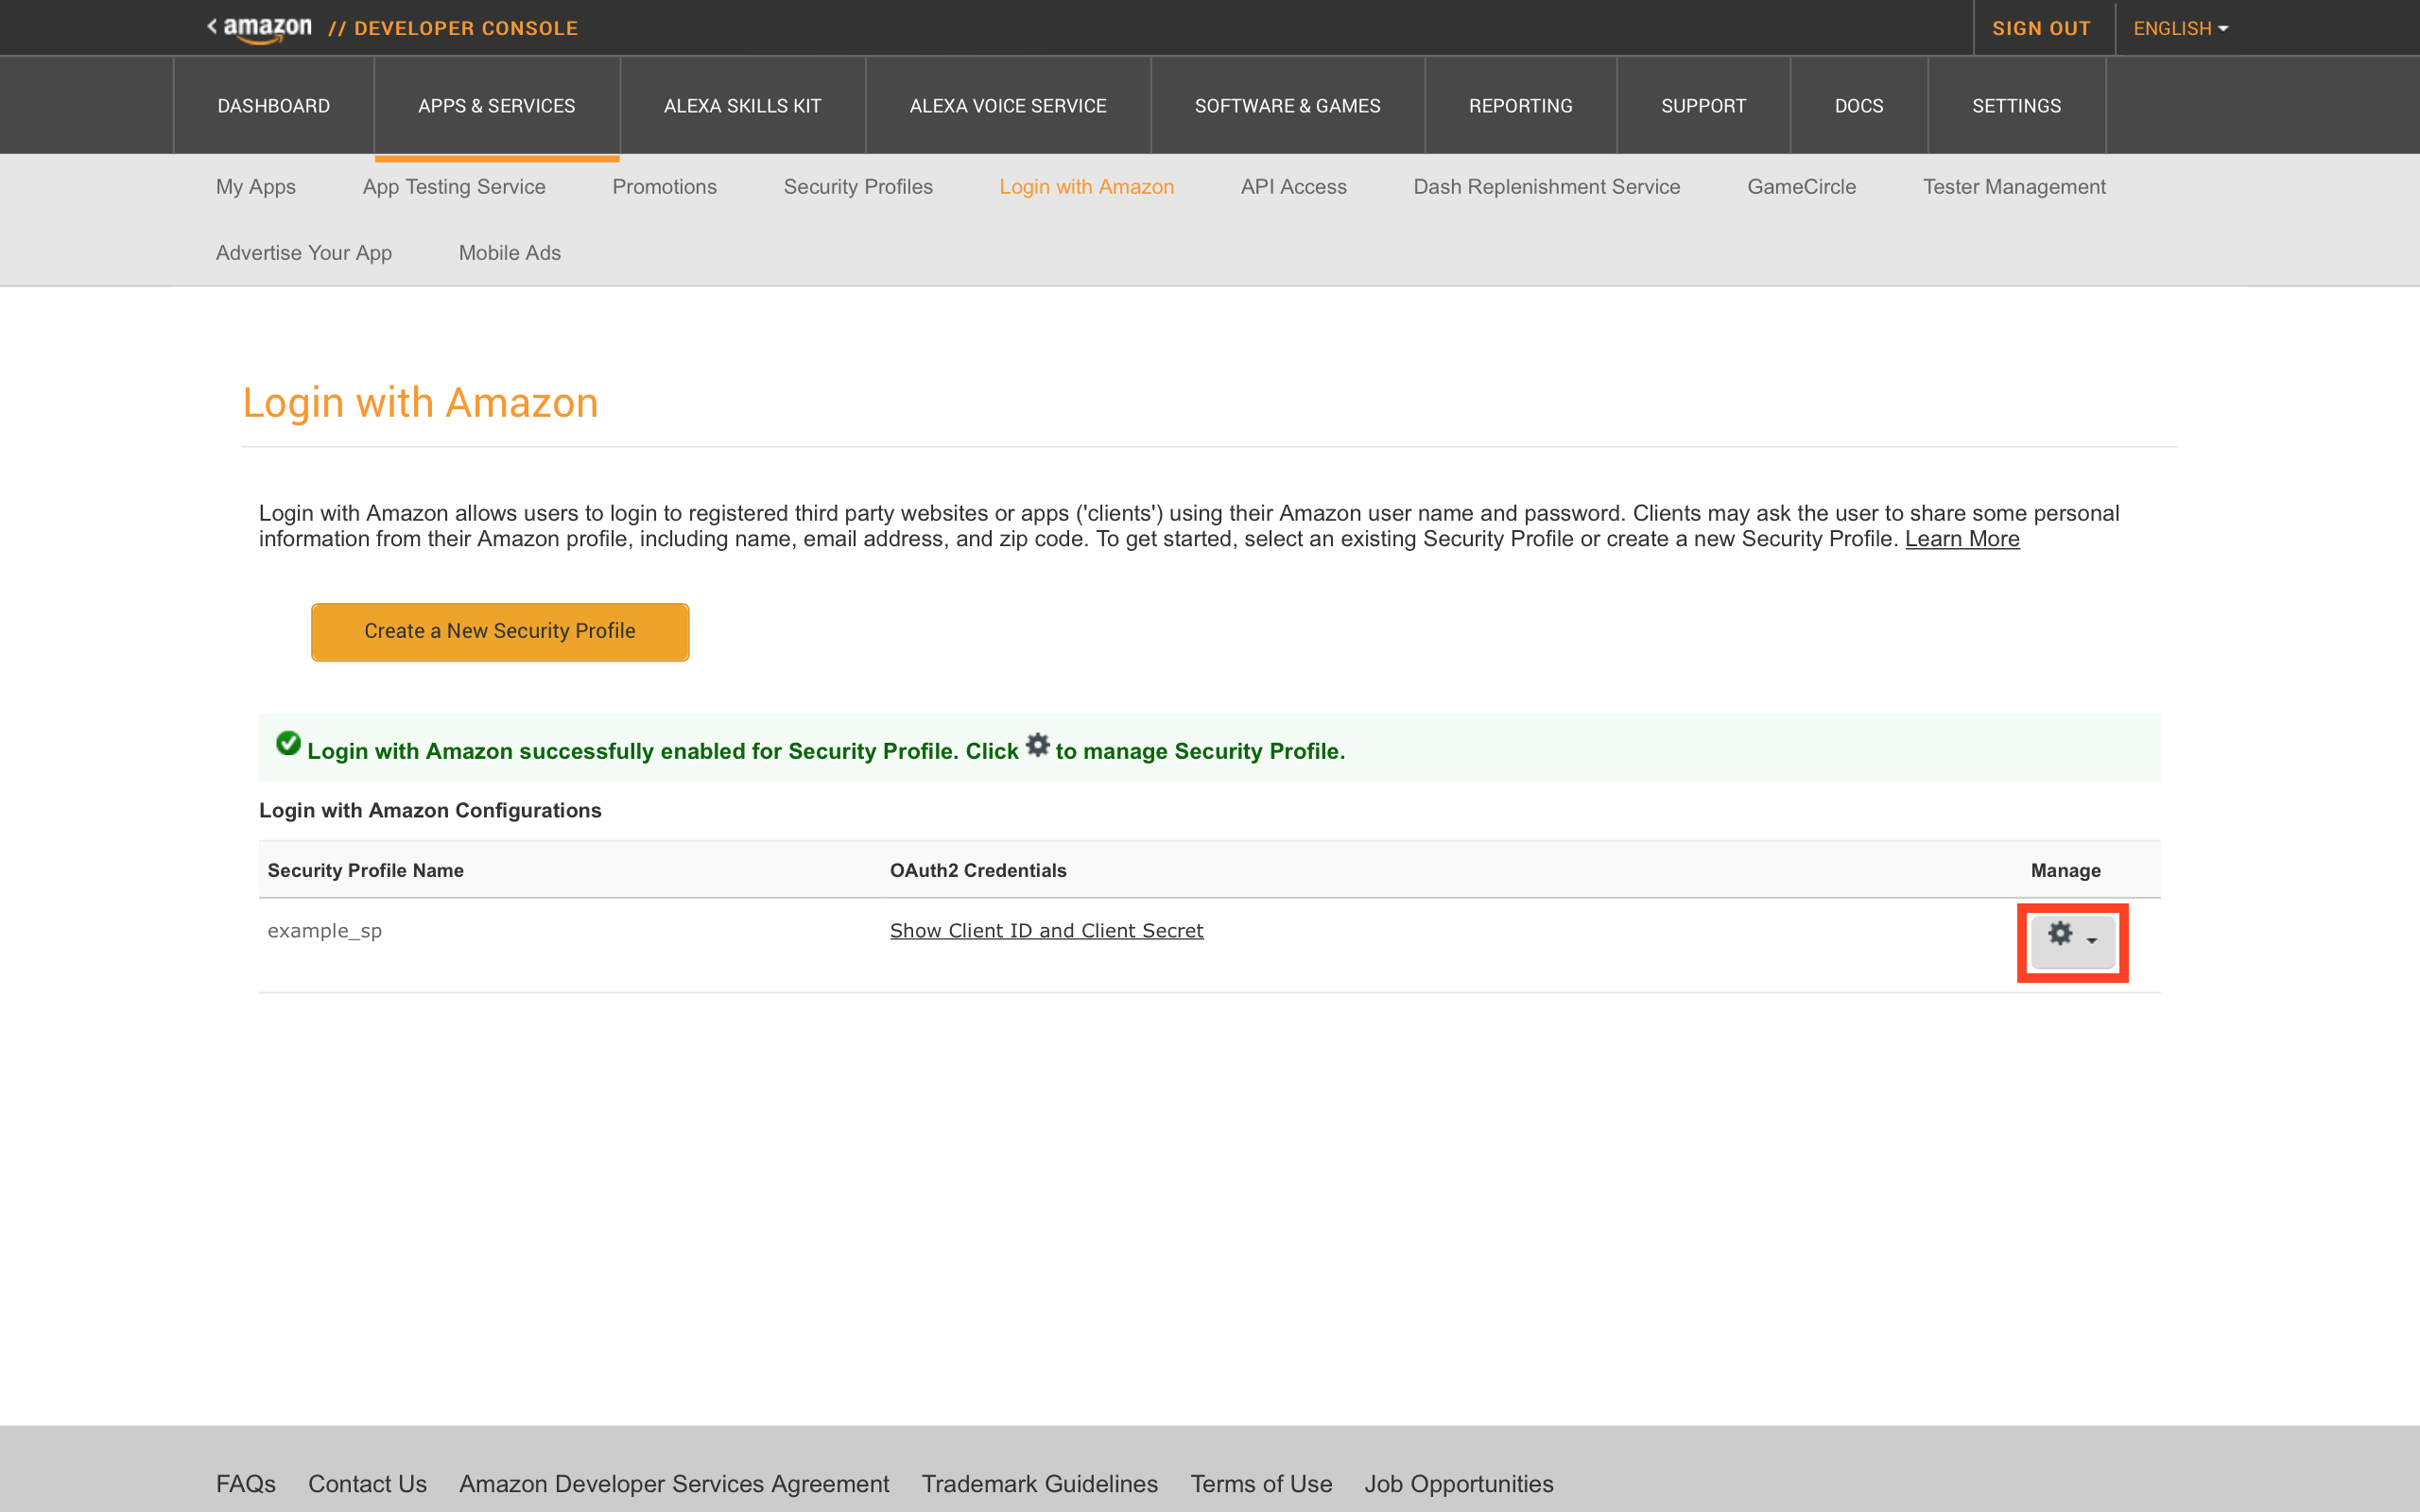 amazon // DEVELOPER CONSOLE SIGN OUT ENGLISH
DASHBOARD APPS & SERVICES ALEXA SKILLS KIT ALEXA VOICE SERVICE SOFTWARE & GAMES REPORTING SUPPORT DOCS SETTINGS
My Apps App Testing Service Promotions Security Profiles Login with Amazon API Access Dash Replenishment Service GameCircle Tester Management
Advertise Your App Mobile Ads
Login with Amazon
Login with Amazon allows users to login to registered third party websites or apps ('clients') using their Amazon user name and password. Clients may ask the user to share some personal
information from their Amazon profile, including name, email address, and zip code. To get started, select an existing Security Profile or create a new Security Profile. Learn More
Create a New Security Profile
Login with Amazon successfully enabled for Security Profile. Click to manage Security Profile.
Login with Amazon Configurations
Security Profile Name OAuth2 Credentials Manage
example_sp Show Client ID and Client Secret
FAQs Contact Us Amazon Developer Services Agreement Trademark Guidelines Terms of Use Job Opportunities